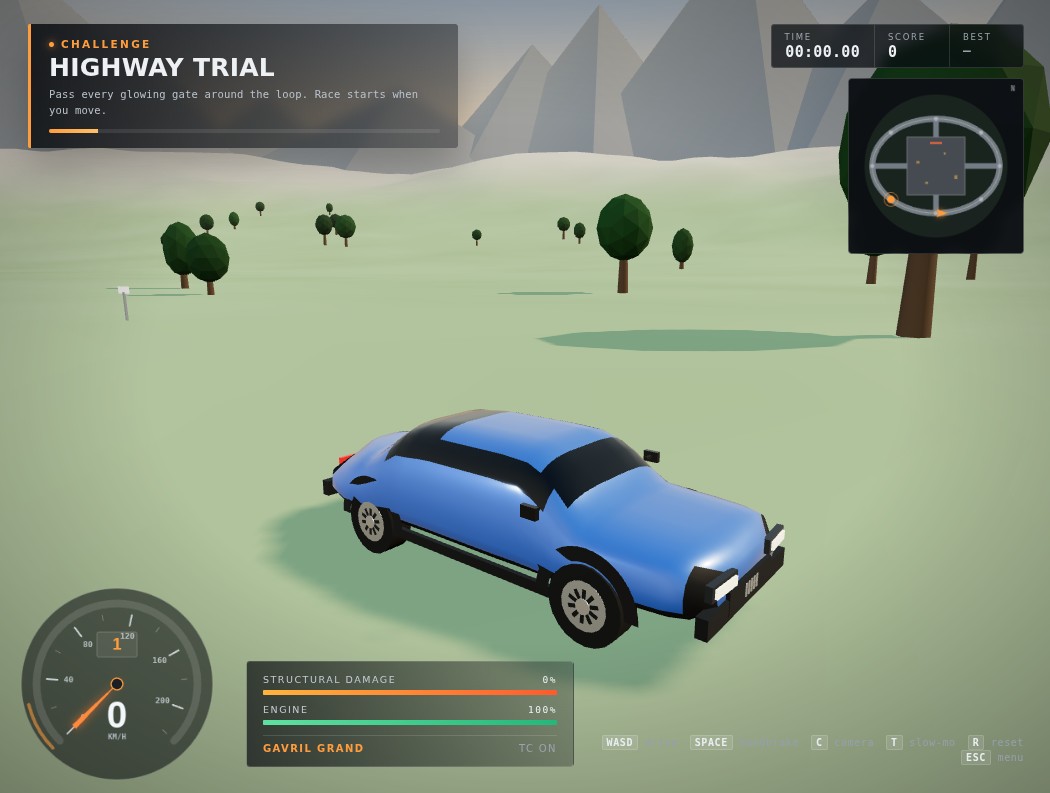 CHALLENGE
HIGHWAY TRIAL
Pass every glowing gate around the loop. Race starts when
you move.
TIME
00:00.00
SCORE
0
BEST
—
N
40
80
120
160
200
1
0
KM/H
STRUCTURAL DAMAGE 0%
ENGINE 100%
GAVRIL GRAND TC ON
WASD SPACE C camera T slow-mo R reset
ESC menu